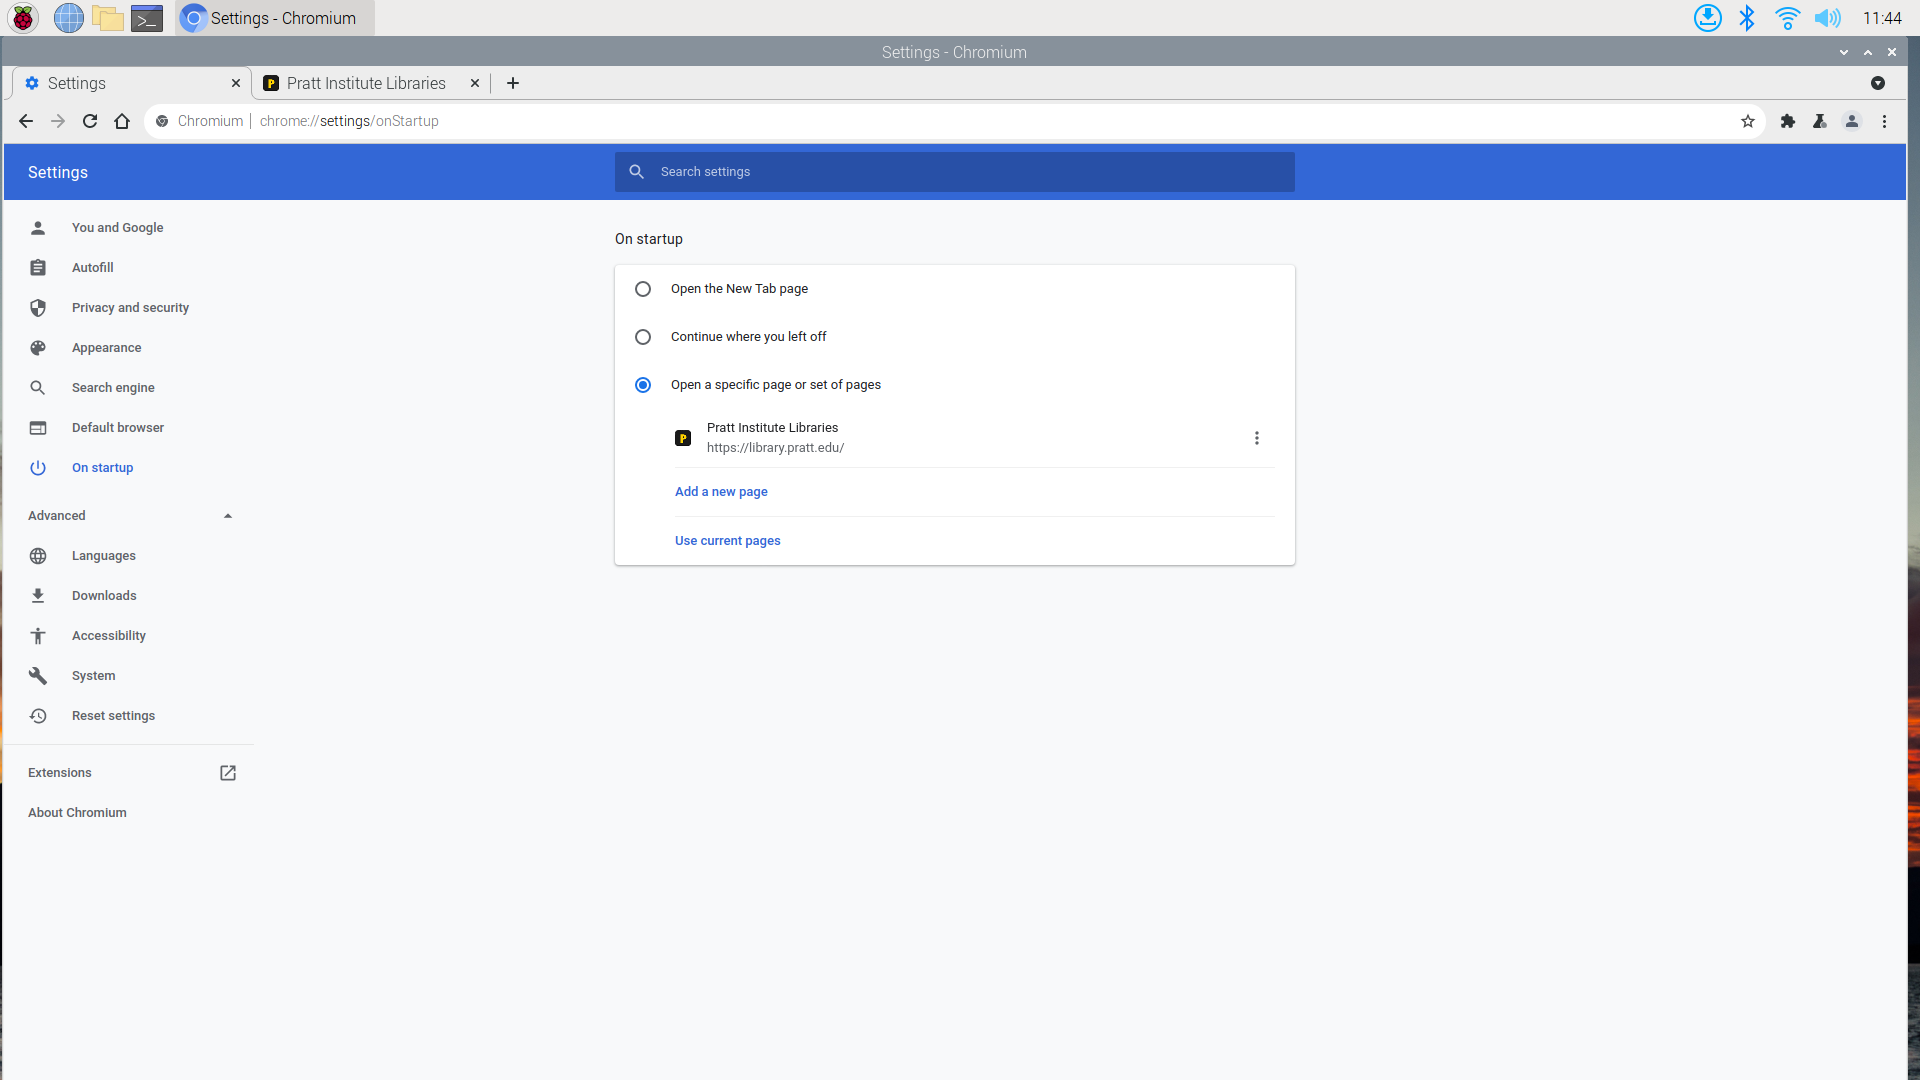 Settings - Chromium
11:44
Settings - Chromium
Settings
P Pratt Institute Libraries
Chromium | chrome://settings/onStartup
Settings
Search settings
You and Google
Autofill
Privacy and security
Appearance
Search engine
Default browser
On startup
Advanced
Languages
Downloads
Accessibility
System
Reset settings
Extensions
About Chromium
On startup
Open the New Tab page
Continue where you left off
Open a specific page or set of pages
P Pratt Institute Libraries
https://library.pratt.edu/
Add a new page
Use current pages